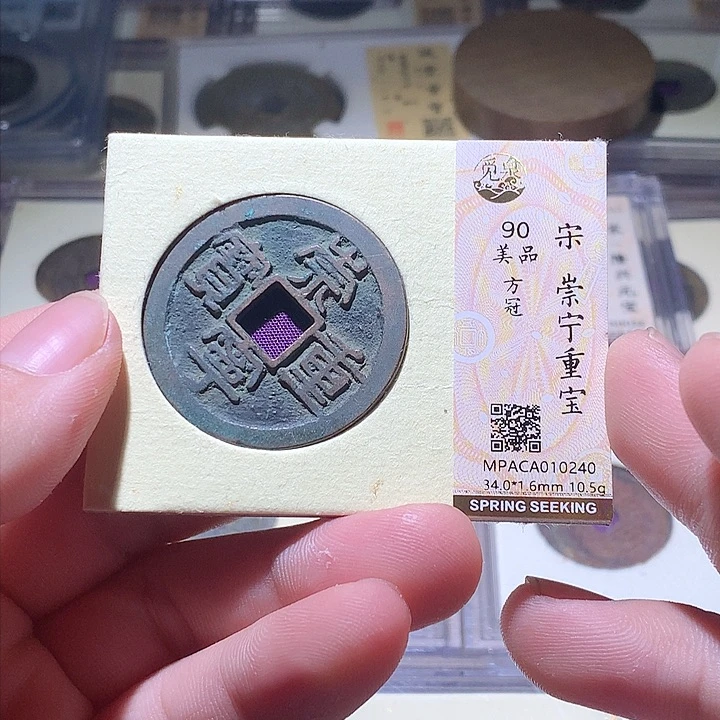 崇寧重寳
觅泉
90
美品
方冠
宋 崇宁重宝
MPACA010240
34.0*1.6mm 10.5g
SPRING SEEKING